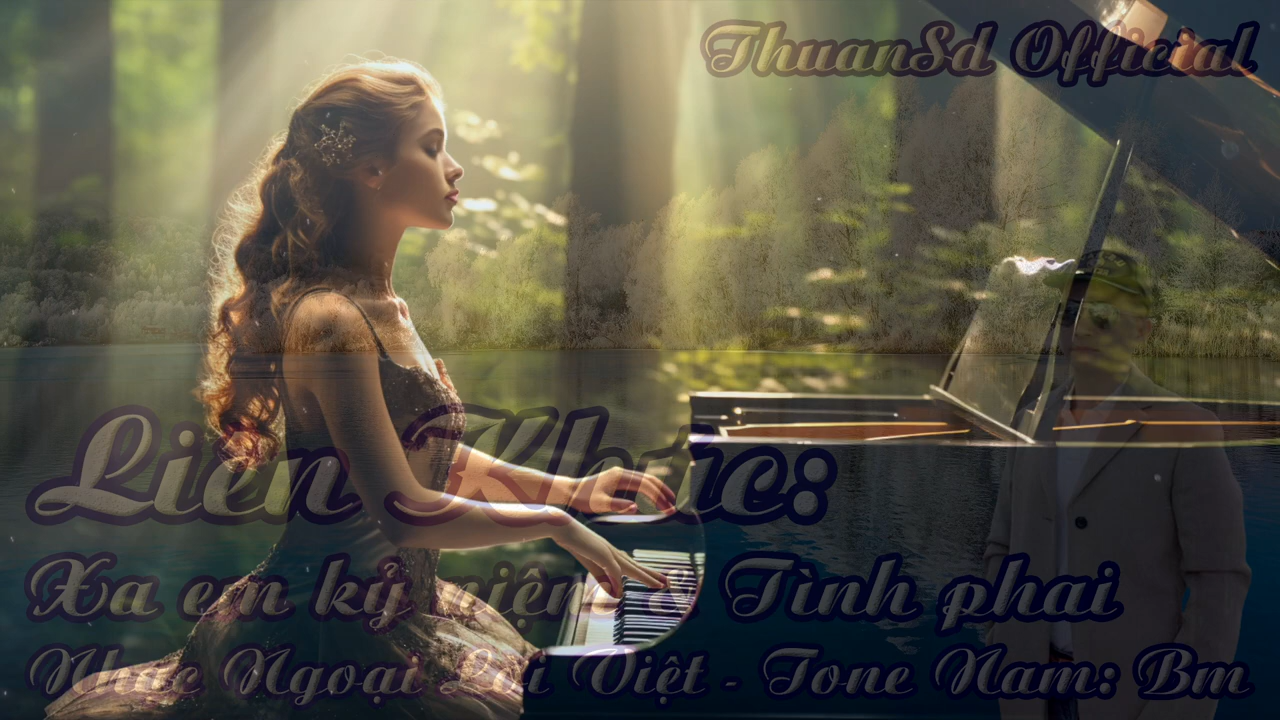 ThuanSd Official
Liên Khúc:
Xa em kỷ niệm & Tình phai
Nhạc Ngoại Lời Việt - Tone Nam: Bm